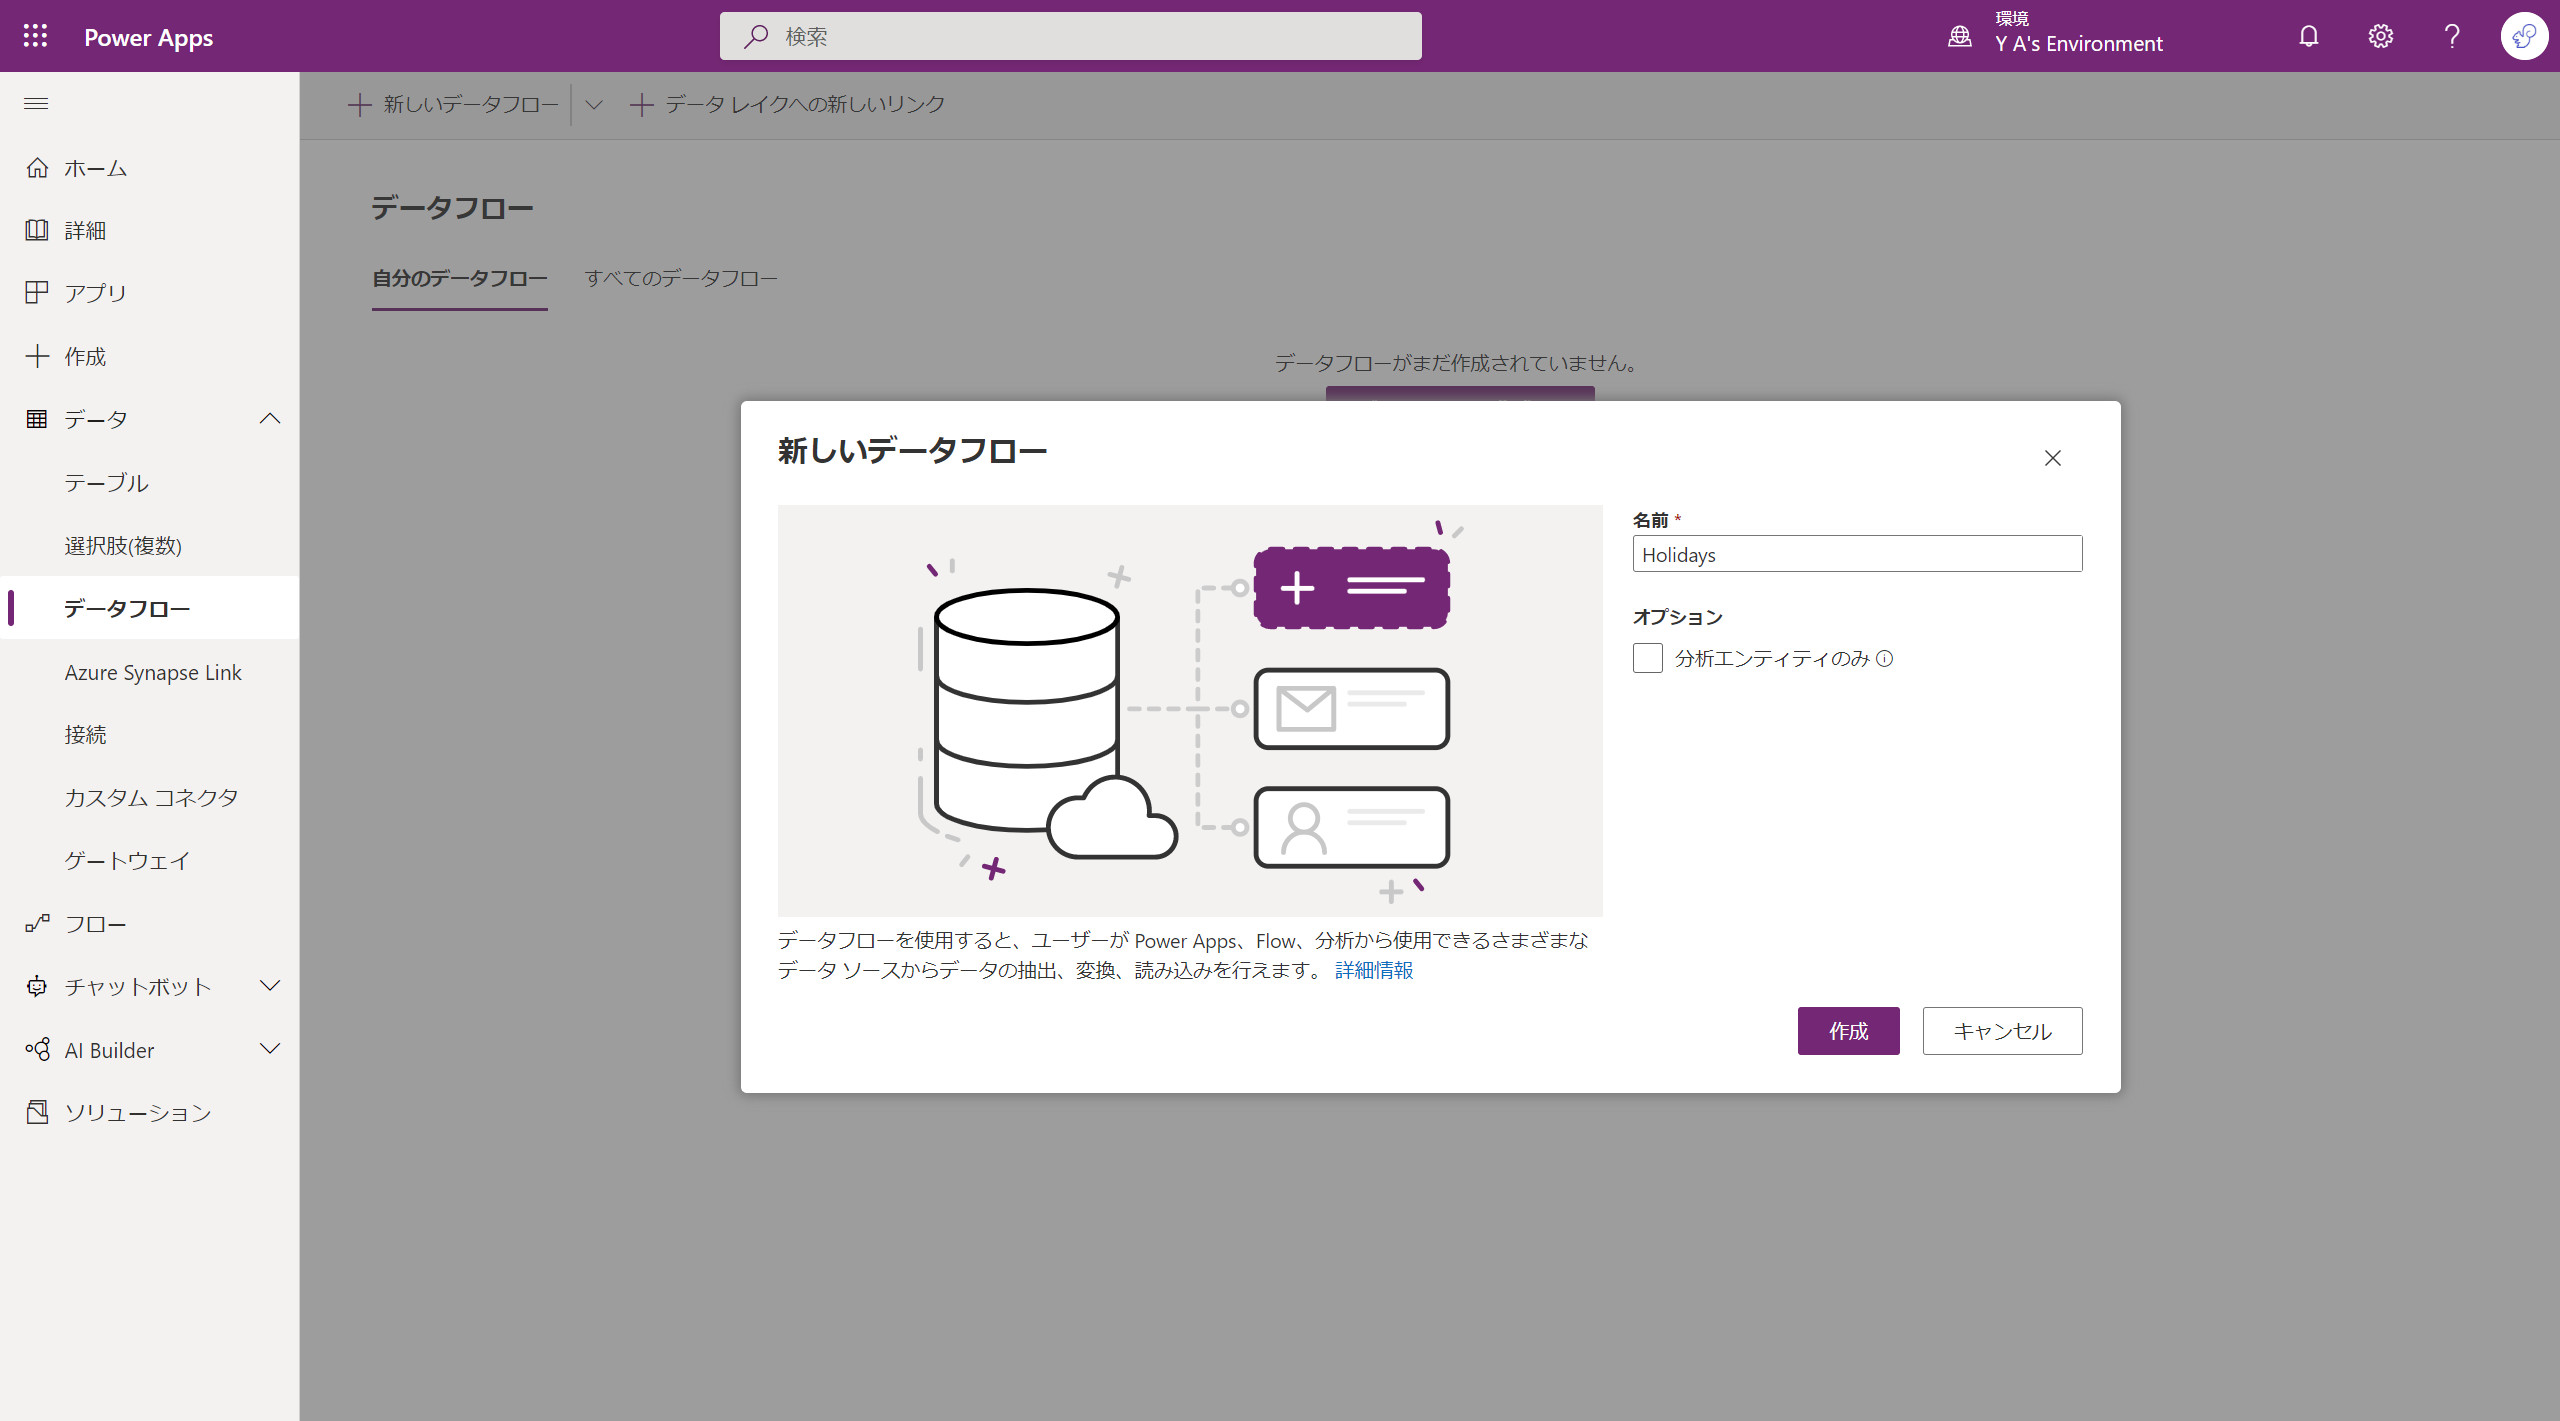 Power Apps
検索
環境
Y A's Environment
新しいデータフロー
データ レイクへの新しいリンク
ホーム
詳細
アプリ
作成
データ
テーブル
選択肢(複数)
データフロー
Azure Synapse Link
接続
カスタム コネクタ
ゲートウェイ
フロー
チャットボット
AI Builder
ソリューション
データフロー
自分のデータフロー
すべてのデータフロー
データフローがまだ作成されていません。
新しいデータフロー
名前 *
Holidays
オプション
分析エンティティのみ
データフローを使用すると、ユーザーが Power Apps、Flow、分析から使用できるさまざまな
データ ソースからデータの抽出、変換、読み込みを行えます。 詳細情報
作成
キャンセル